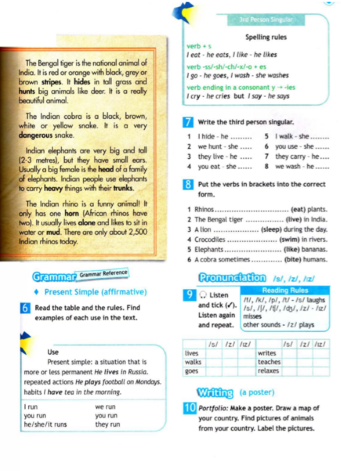 The Bengal tiger is the national animal of
India. It is red or orange with black, grey or
brown stripes. It hides in tall grass and
hunts big animals like deer. It is a really
beautiful animal.
The Indian cobra is a black, brown,
white or yellow snake. It is a very
dangerous snake.
Indian elephants are very big and tall
(2-3 metres), but they have small ears.
Usually a big female is the head of a family
of elephants. Indian people use elephants
to carry heavy things with their trunks.
The Indian rhino is a funny animal! It
only has one horn (African rhinos have
two). It usually lives alone and likes to sit in
water or mud. There are only about 2,500
Indian rhinos today.
Grammar Grammar Reference
Present Simple (affirmative)
6 Read the table and the rules. Find
examples of each use in the text.
Use
Present simple: a situation that is
more or less permanent He lives in Russia.
repeated actions He plays football on Mondays.
habits I have tea in the morning.
I run we run
you run you run
he/she/it runs they run
3rd Person Singular
Spelling rules
verb + s
I eat - he eats, I like - he likes
verb -ss/-sh/-ch/-x/-o + es
I go - he goes, I wash - she washes
verb ending in a consonant y → -ies
I cry - he cries but I say - he says
7 Write the third person singular.
1 I hide - he ......... 5 I walk - she .......
2 we hunt - she ..... 6 you use - she ......
3 they live - he ..... 7 they carry - he ....
4 you eat - she ...... 8 we wash - he ......
8 Put the verbs in brackets into the correct
form.
1 Rhinos........................ (eat) plants.
2 The Bengal tiger ............... (live) in India.
3 A lion ............... (sleep) during the day.
4 Crocodiles ................ (swim) in rivers.
5 Elephants.................. (like) bananas.
6 A cobra sometimes ........... (bite) humans.
Pronunciation /s/, /z/, /ɪz/
9 Listen
and tick (✓).
Listen again
and repeat.
Reading Rules
/f/, /k/, /p/, /t/ - /s/ laughs
misses
other sounds - /z/ plays
/s/ /z/ /ɪz/ /s/ /z/ /ɪz/
lives writes
walks teaches
goes relaxes
Writing (a poster)
10 Portfolio: Make a poster. Draw a map of
your country. Find pictures of animals
from your country. Label the pictures.